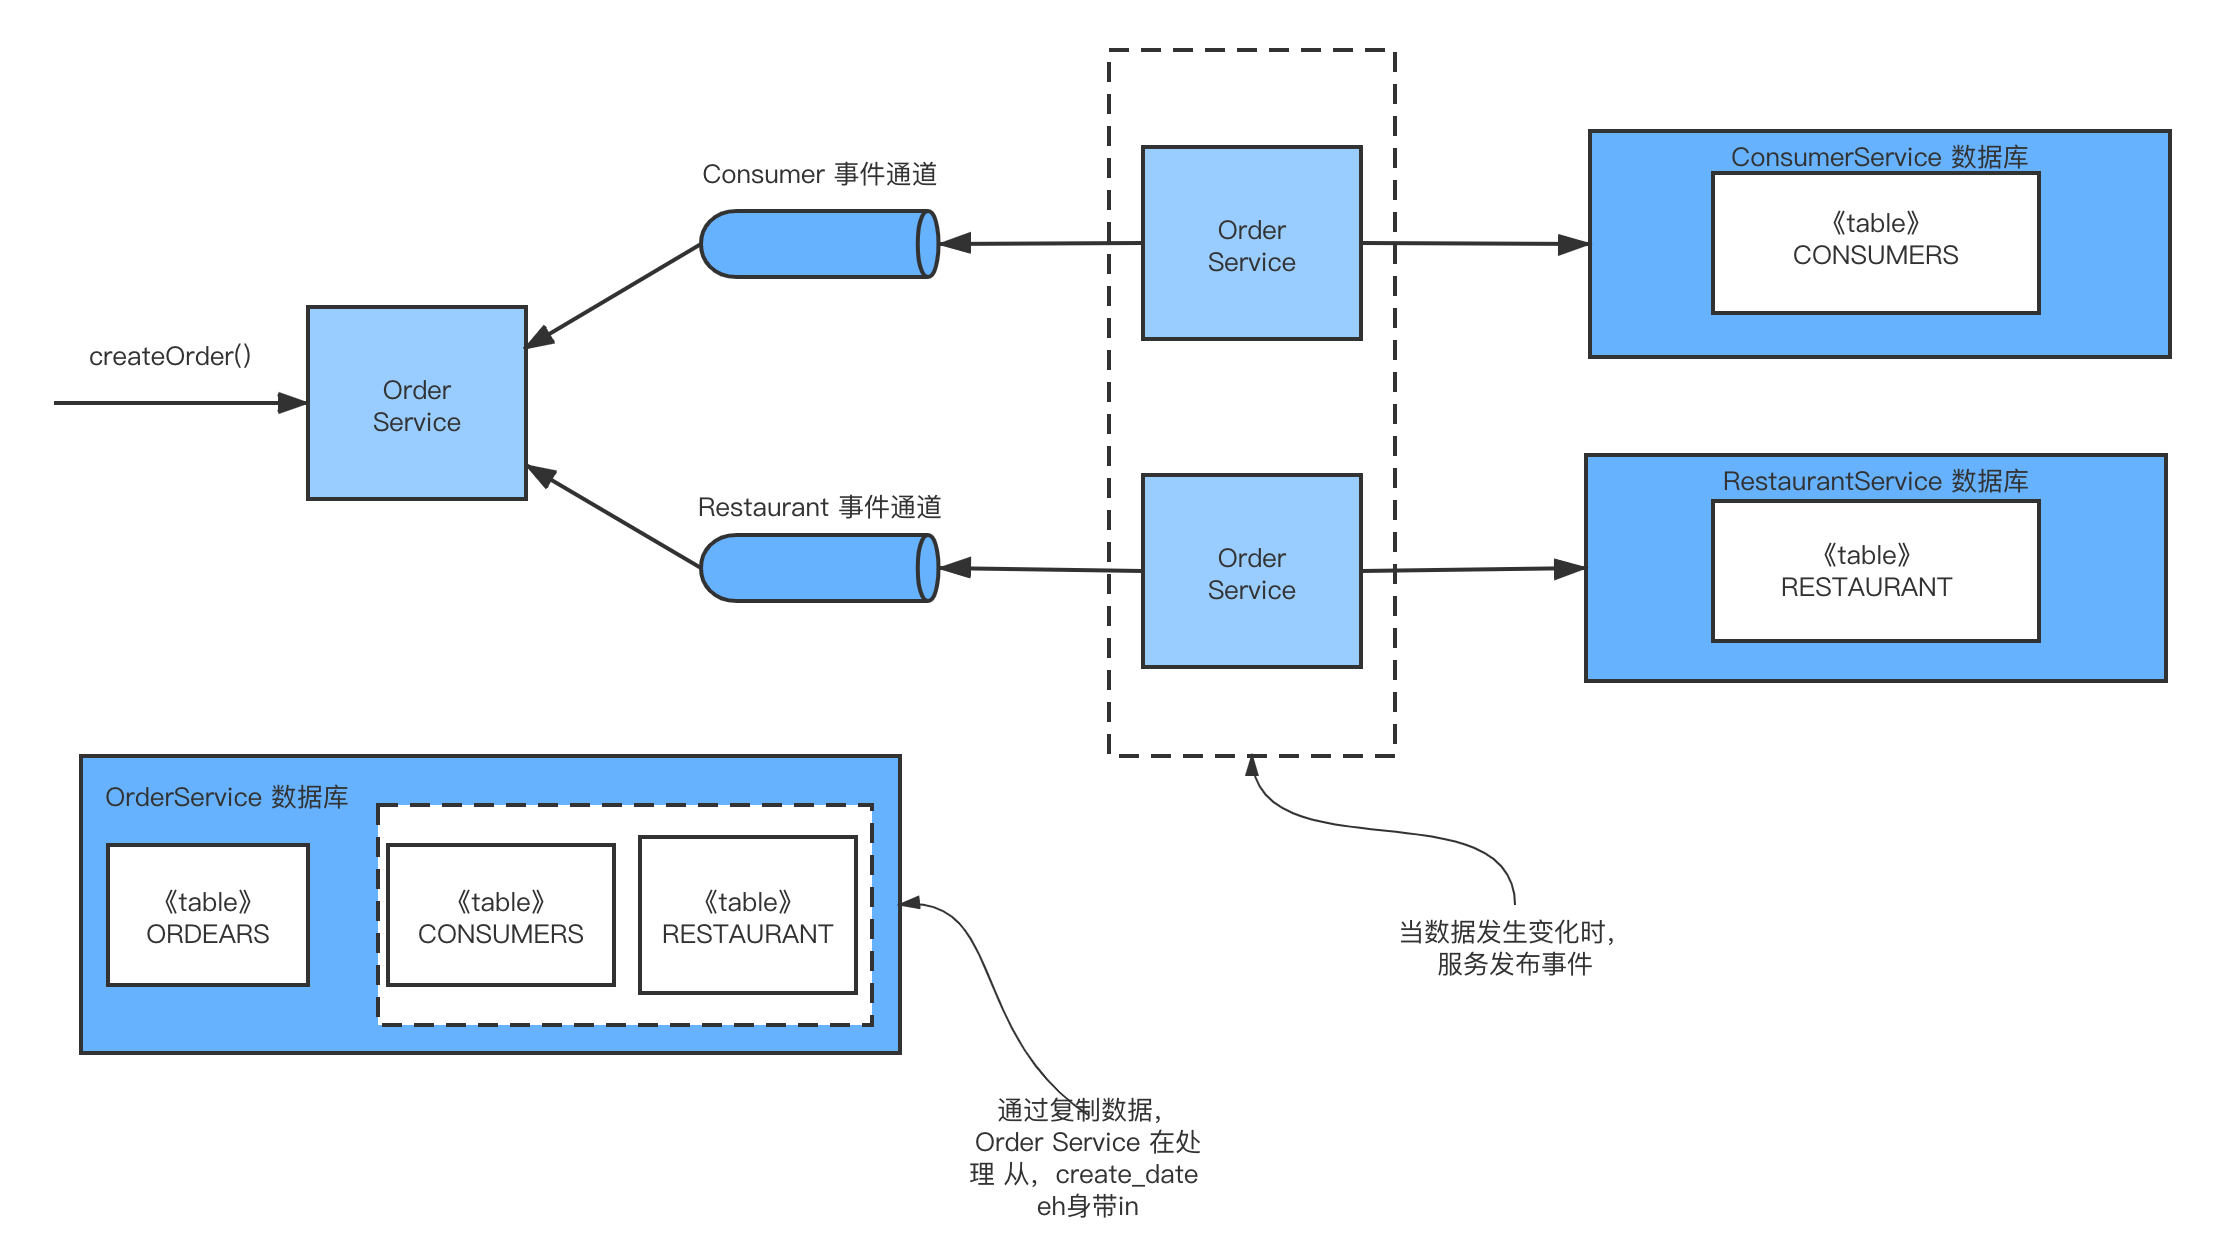 Consumer 事件通道
createOrder()
Order
Service
Restaurant 事件通道
Order
Service
Order
Service
ConsumerService 数据库
《table》
CONSUMERS
RestaurantService 数据库
《table》
RESTAURANT
OrderService 数据库
《table》
ORDEARS
《table》
CONSUMERS
《table》
RESTAURANT
当数据发生变化时,
服务发布事件
通过复制数据,
Order Service 在处
理 从，create_date
eh身带in